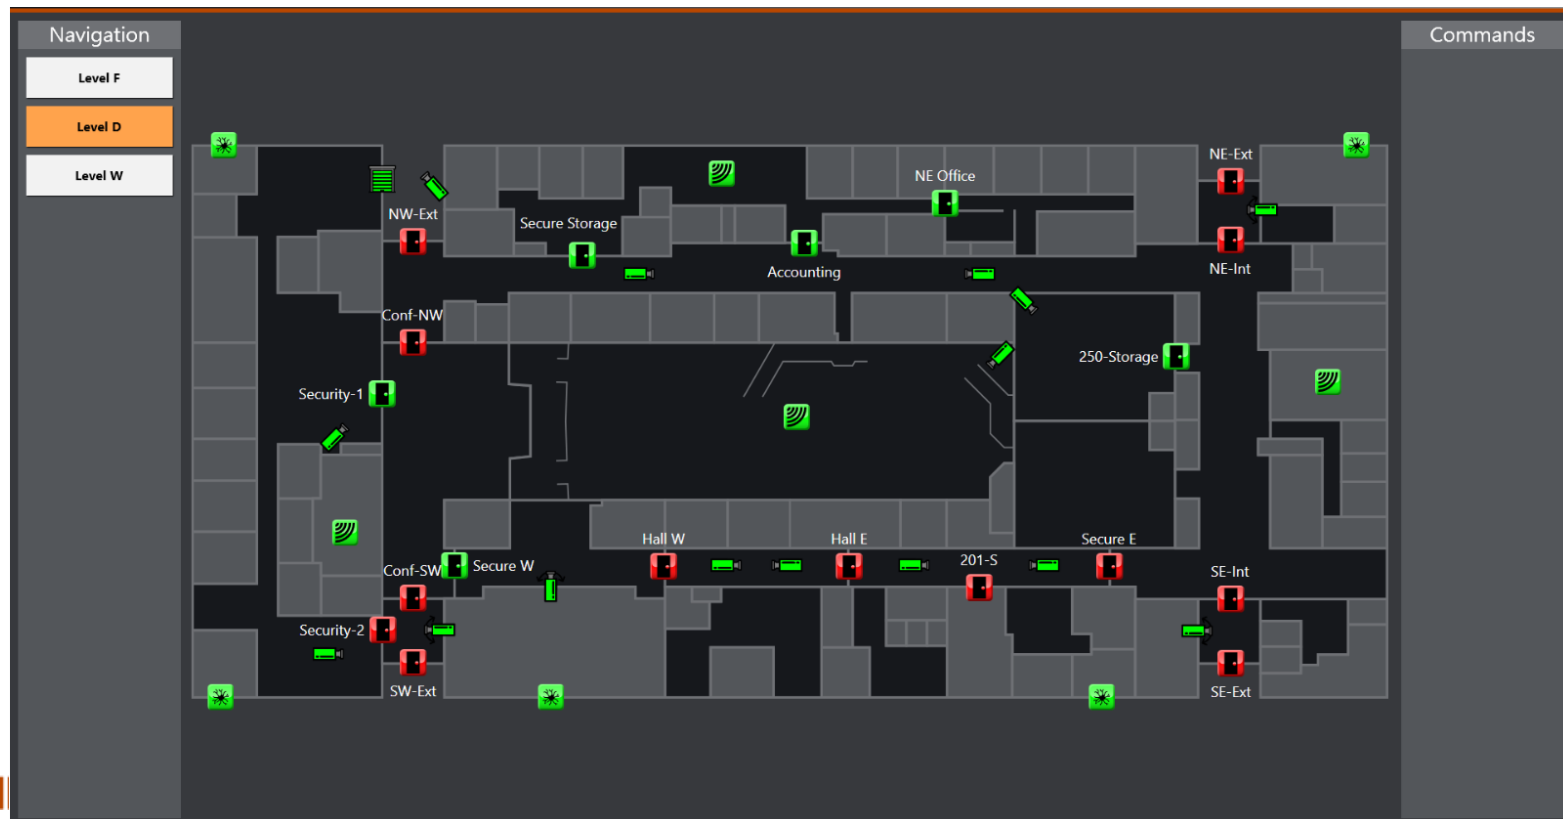 Navigation
Commands
Level F
Level D
Level W
NE-Ext
NE Office
NW-Ext
Secure Storage
Accounting
NE-Int
Conf-NW
250-Storage
Security-1
Hall W
Hall E
Secure E
201-S
Secure W
Conf-SW
SE-Int
Security-2
SW-Ext
SE-Ext